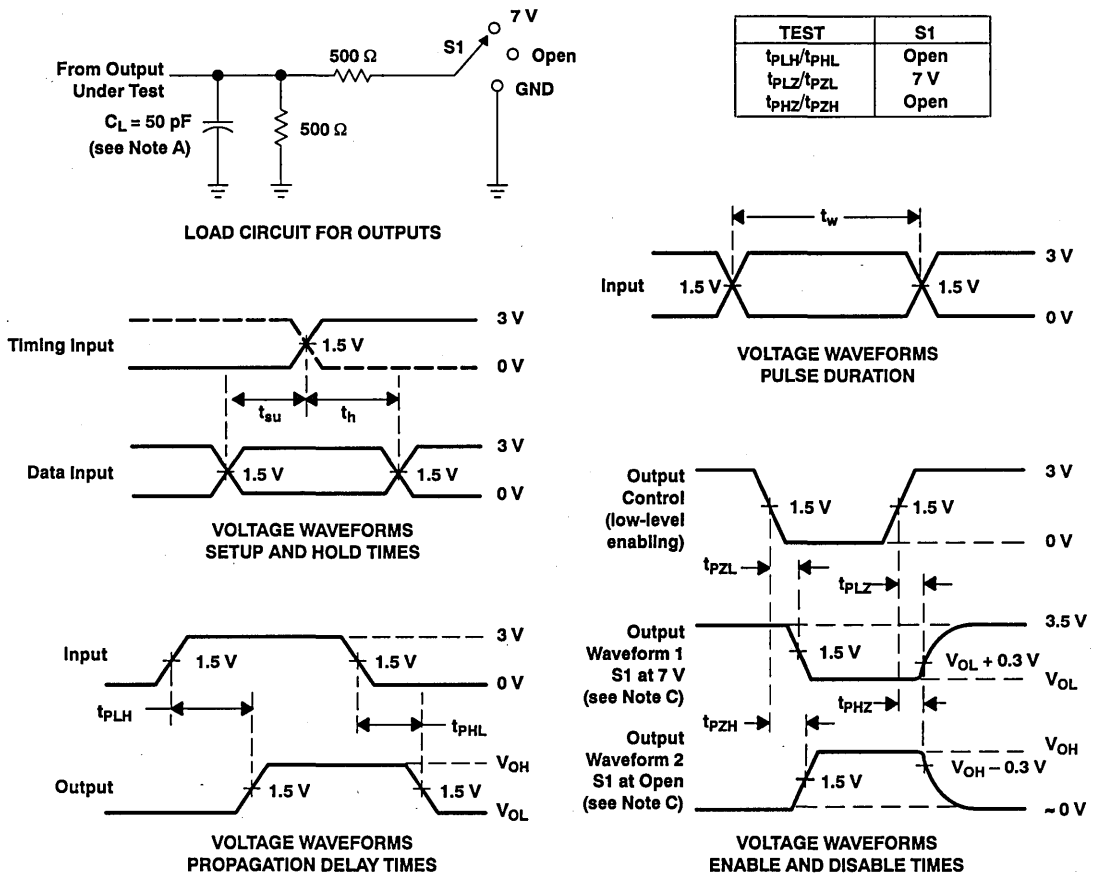 7 V
S1
Open
500 Ω
GND
From Output
Under Test
C_L = 50 pF
(see Note A)
500 Ω
LOAD CIRCUIT FOR OUTPUTS
TEST S1
t_PLH/t_PHL Open
t_PLZ/t_PZL 7 V
t_PHZ/t_PZH Open
t_w
3 V
Input 1.5 V 1.5 V
0 V
VOLTAGE WAVEFORMS
PULSE DURATION
3 V
Timing Input 1.5 V
0 V
t_su t_h
3 V
Data Input 1.5 V 1.5 V
0 V
VOLTAGE WAVEFORMS
SETUP AND HOLD TIMES
3 V
Input 1.5 V 1.5 V
0 V
t_PLH t_PHL
V_OH
Output 1.5 V 1.5 V
V_OL
VOLTAGE WAVEFORMS
PROPAGATION DELAY TIMES
Output
Control
(low-level
enabling)
3 V
1.5 V 1.5 V
0 V
t_PZL t_PLZ
Output
Waveform 1
S1 at 7 V
(see Note C)
3.5 V
1.5 V V_OL + 0.3 V
V_OL
t_PZH t_PHZ
Output
Waveform 2
S1 at Open
(see Note C)
V_OH
1.5 V V_OH – 0.3 V
~ 0 V
VOLTAGE WAVEFORMS
ENABLE AND DISABLE TIMES